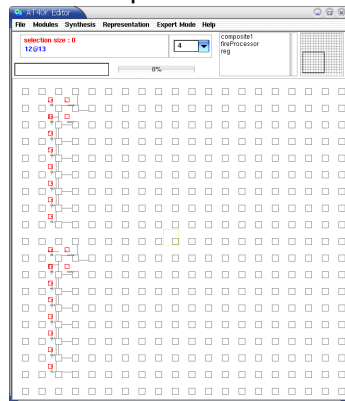 AT40K Editor
File Modules Synthesis Representation Expert Mode Help
selection size : 0
12@13
4
composite1
fireProcessor
reg
0%